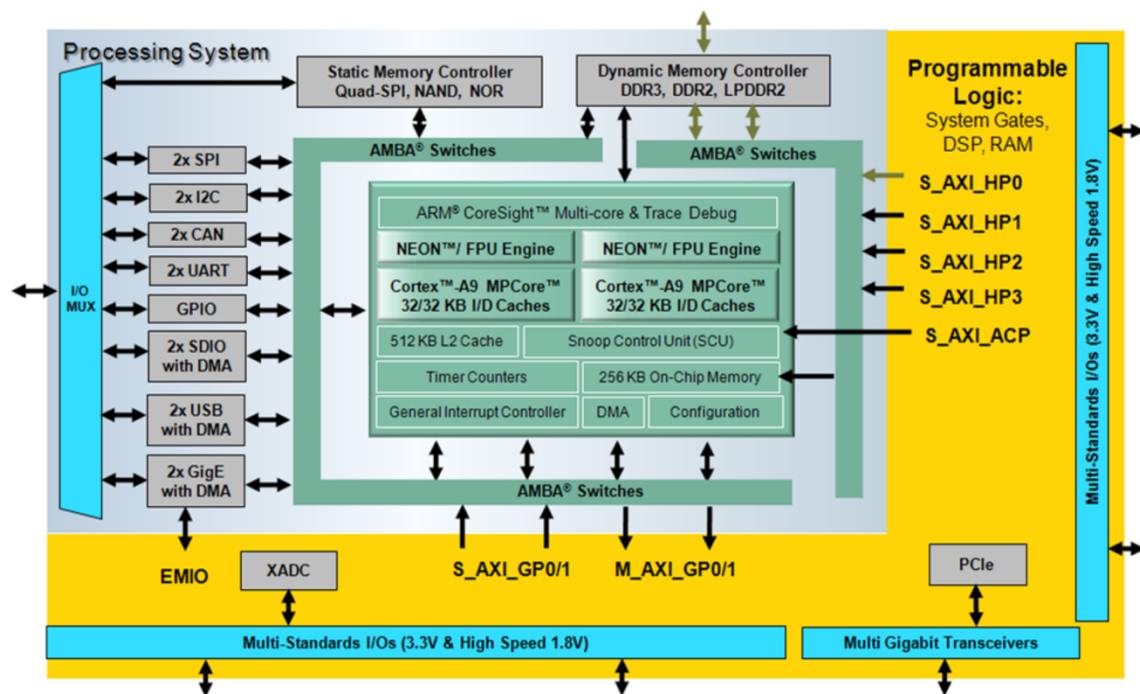 Processing System
Static Memory Controller
Quad-SPI, NAND, NOR
Dynamic Memory Controller
DDR3, DDR2, LPDDR2
Programmable
Logic:
System Gates,
DSP, RAM
AMBA® Switches
AMBA® Switches
2x SPI
2x I2C
2x CAN
2x UART
GPIO
2x SDIO
with DMA
2x USB
with DMA
2x GigE
with DMA
I/O
MUX
ARM® CoreSight™ Multi-core & Trace Debug
NEON™/ FPU Engine
NEON™/ FPU Engine
Cortex™-A9 MPCore™
32/32 KB I/D Caches
Cortex™-A9 MPCore™
32/32 KB I/D Caches
512 KB L2 Cache
Snoop Control Unit (SCU)
Timer Counters
256 KB On-Chip Memory
General Interrupt Controller
DMA
Configuration
AMBA® Switches
S_AXI_HP0
S_AXI_HP1
S_AXI_HP2
S_AXI_HP3
S_AXI_ACP
Multi-Standards I/Os (3.3V & High Speed 1.8V)
EMIO
XADC
S_AXI_GP0/1
M_AXI_GP0/1
PCIe
Multi-Standards I/Os (3.3V & High Speed 1.8V)
Multi Gigabit Transceivers